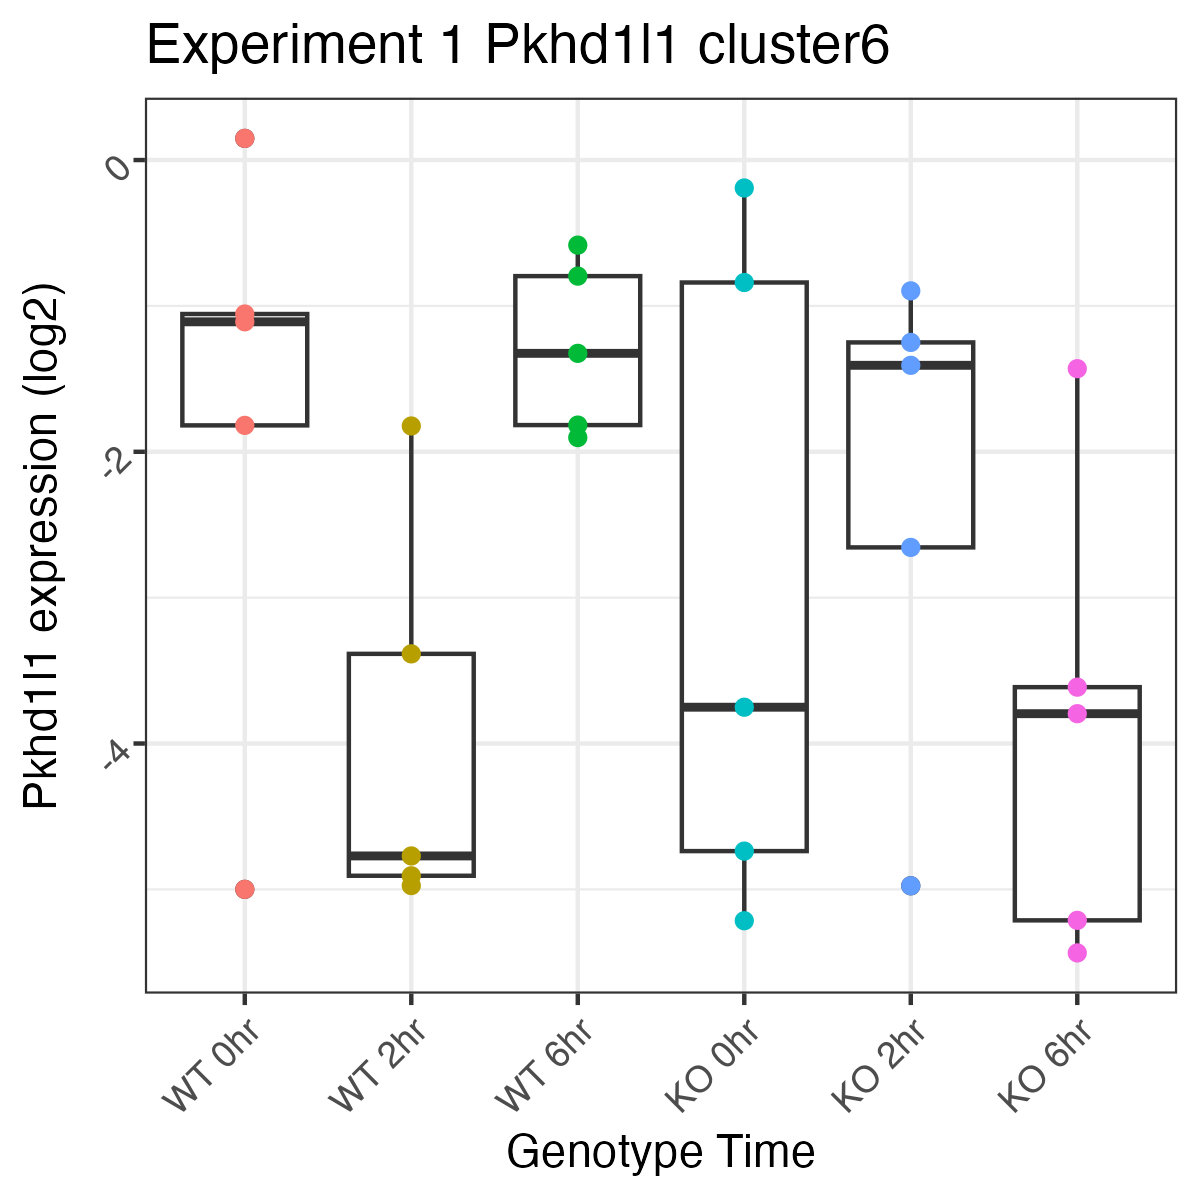 Experiment 1 Pkhd1l1 cluster6
Pkhd1l1 expression (log2)
0
-2
-4
WT 0hr
WT 2hr
WT 6hr
KO 0hr
KO 2hr
KO 6hr
Genotype Time